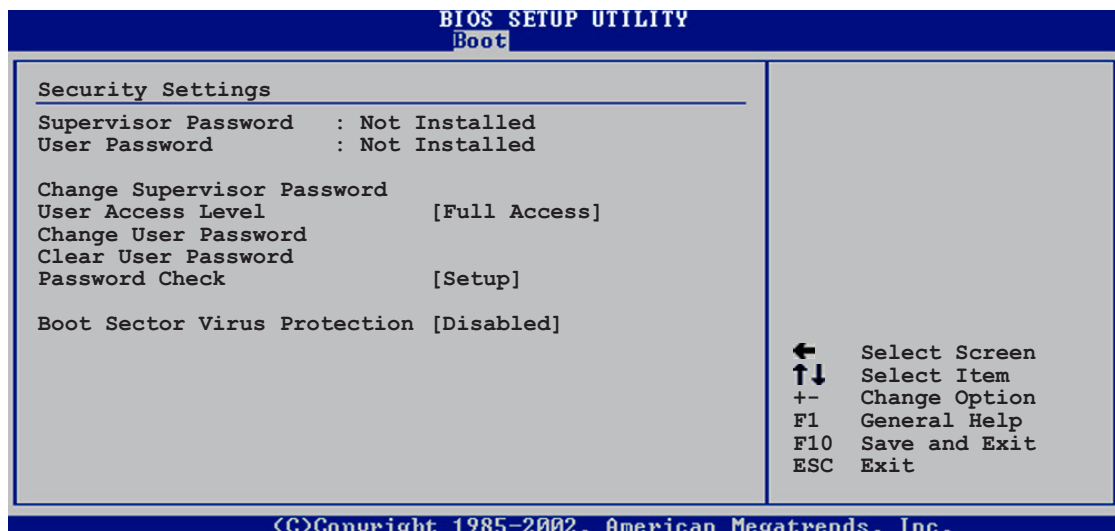 BIOS SETUP UTILITY
Boot
Security Settings
Supervisor Password : Not Installed
User Password : Not Installed
Change Supervisor Password
User Access Level [Full Access]
Change User Password
Clear User Password
Password Check [Setup]
Boot Sector Virus Protection [Disabled]
← Select Screen
↑↓ Select Item
+- Change Option
F1 General Help
F10 Save and Exit
ESC Exit
(C)Copyright 1985-2002, American Megatrends, Inc.